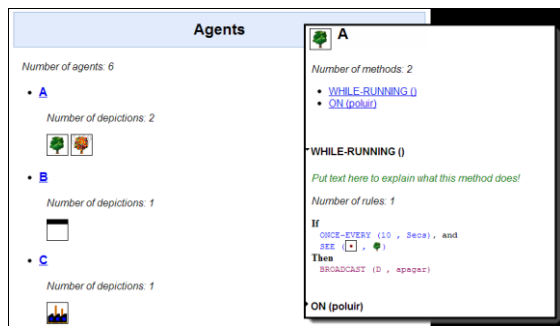 Agents
Number of agents: 6
A
Number of depictions: 2
B
Number of depictions: 1
C
Number of depictions: 1
A
Number of methods: 2
WHILE-RUNNING ()
ON (poluir)
WHILE-RUNNING ()
Put text here to explain what this method does!
Number of rules: 1
If
ONCE-EVERY (10 , Secs), and
SEE ( , )
Then
BROADCAST (D , apagar)
ON (poluir)